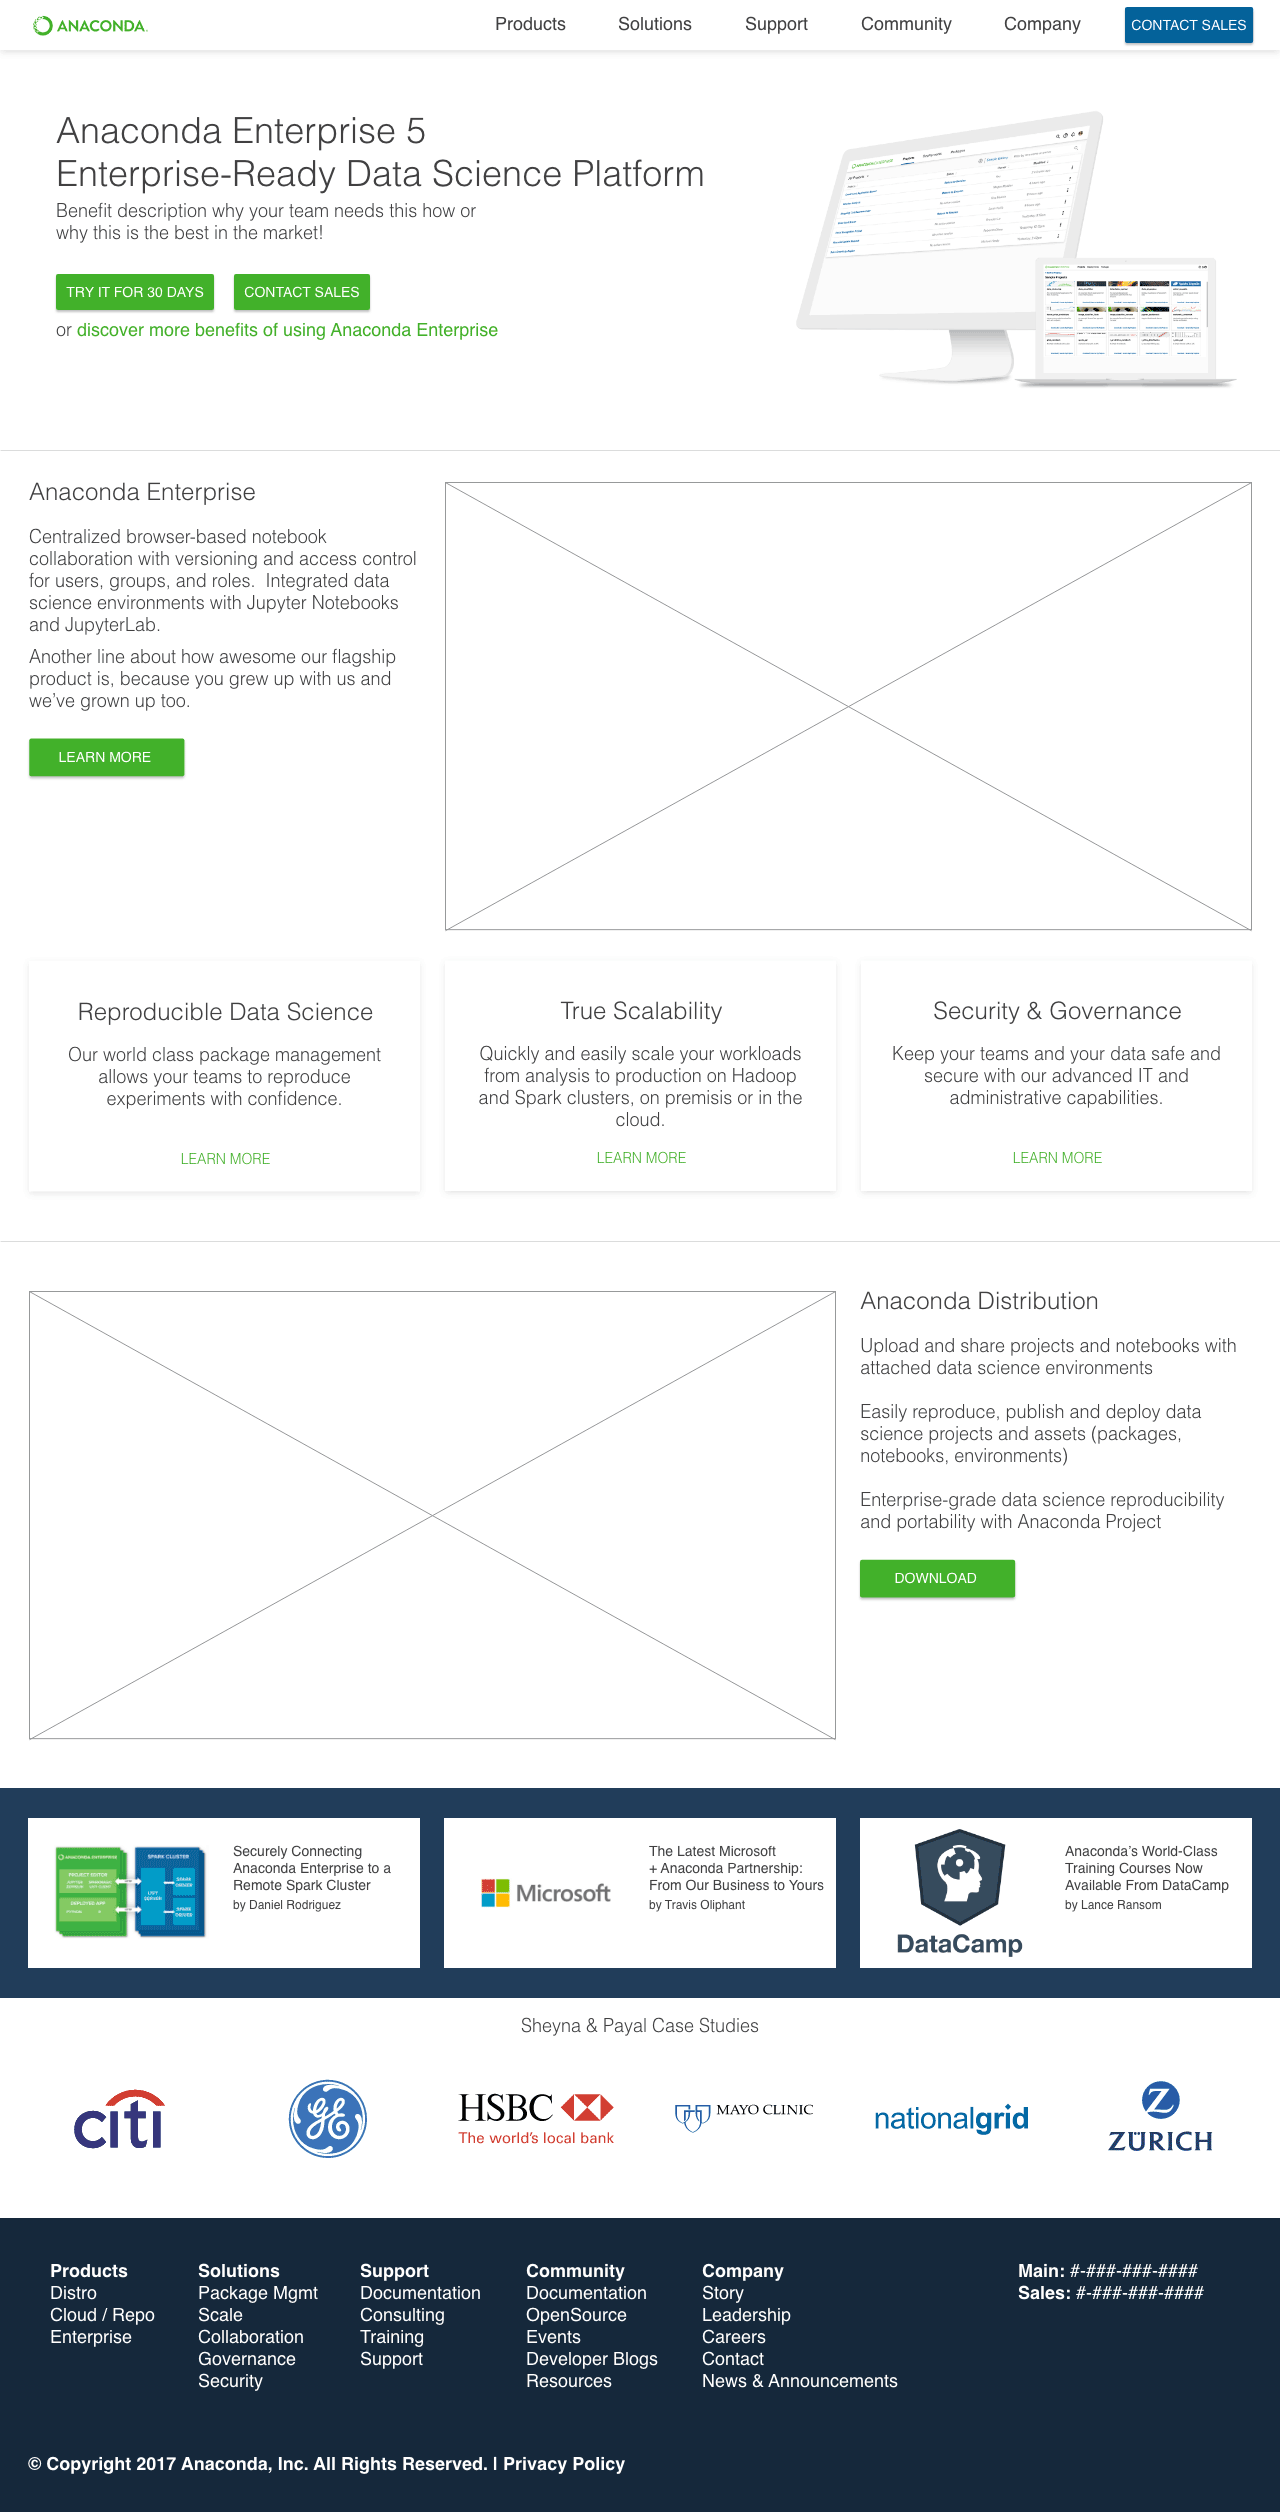 ANACONDA.
Products
Solutions
Support
Community
Company
CONTACT SALES
Anaconda Enterprise 5
Enterprise-Ready Data Science Platform
Benefit description why your team needs this how or
why this is the best in the market!
TRY IT FOR 30 DAYS
CONTACT SALES
or discover more benefits of using Anaconda Enterprise
Anaconda Enterprise
Centralized browser-based notebook
collaboration with versioning and access control
for users, groups, and roles.  Integrated data
science environments with Jupyter Notebooks
and JupyterLab.
Another line about how awesome our flagship
product is, because you grew up with us and
we've grown up too.
LEARN MORE
Reproducible Data Science
Our world class package management
allows your teams to reproduce
experiments with confidence.
LEARN MORE
True Scalability
Quickly and easily scale your workloads
from analysis to production on Hadoop
and Spark clusters, on premisis or in the
cloud.
LEARN MORE
Security & Governance
Keep your teams and your data safe and
secure with our advanced IT and
administrative capabilities.
LEARN MORE
Anaconda Distribution
Upload and share projects and notebooks with
attached data science environments
Easily reproduce, publish and deploy data
science projects and assets (packages,
notebooks, environments)
Enterprise-grade data science reproducibility
and portability with Anaconda Project
DOWNLOAD
ANACONDA ENTERPRISE
PROJECT EDITOR
DEPLOYED APP
SPARK CLUSTER
LIVY
SERVER
SPARK
DRIVER
SPARK
DRIVER
Securely Connecting
Anaconda Enterprise to a
Remote Spark Cluster
by Daniel Rodriguez
Microsoft
The Latest Microsoft
+ Anaconda Partnership:
From Our Business to Yours
by Travis Oliphant
DataCamp
Anaconda's World-Class
Training Courses Now
Available From DataCamp
by Lance Ransom
Sheyna & Payal Case Studies
citi
GE
HSBC
The world's local bank
MAYO CLINIC
nationalgrid
Z
ZURICH
Products
Distro
Cloud / Repo
Enterprise
Solutions
Package Mgmt
Scale
Collaboration
Governance
Security
Support
Documentation
Consulting
Training
Support
Community
Documentation
OpenSource
Events
Developer Blogs
Resources
Company
Story
Leadership
Careers
Contact
News & Announcements
Main: #-###-###-####
Sales: #-###-###-####
© Copyright 2017 Anaconda, Inc. All Rights Reserved. | Privacy Policy